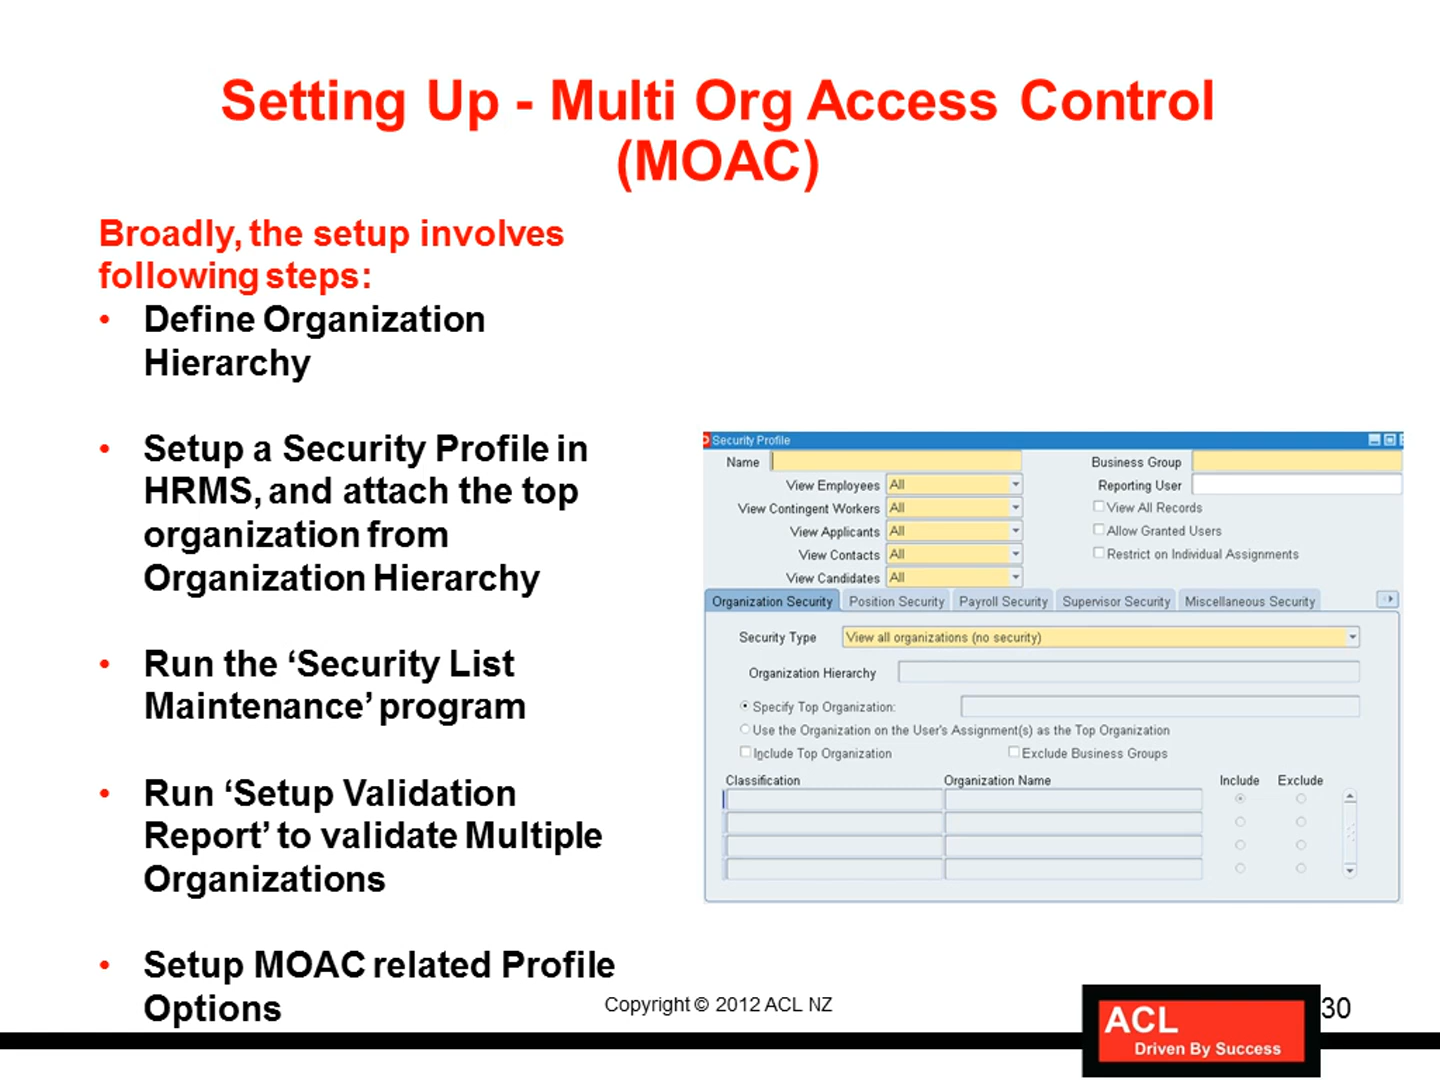 Setting Up - Multi Org Access Control
(MOAC)
Broadly, the setup involves
following steps:
• Define Organization
Hierarchy
• Setup a Security Profile in
HRMS, and attach the top
organization from
Organization Hierarchy
• Run the ‘Security List
Maintenance’ program
• Run ‘Setup Validation
Report’ to validate Multiple
Organizations
• Setup MOAC related Profile
Options
Security Profile
Name
Business Group
View Employees All
Reporting User
View Contingent Workers All
View All Records
View Applicants All
Allow Granted Users
View Contacts All
Restrict on Individual Assignments
View Candidates All
Organization Security Position Security Payroll Security Supervisor Security Miscellaneous Security
Security Type View all organizations (no security)
Organization Hierarchy
Specify Top Organization:
Use the Organization on the User's Assignment(s) as the Top Organization
Include Top Organization Exclude Business Groups
Classification Organization Name Include Exclude
Copyright © 2012 ACL NZ
ACL
Driven By Success
30